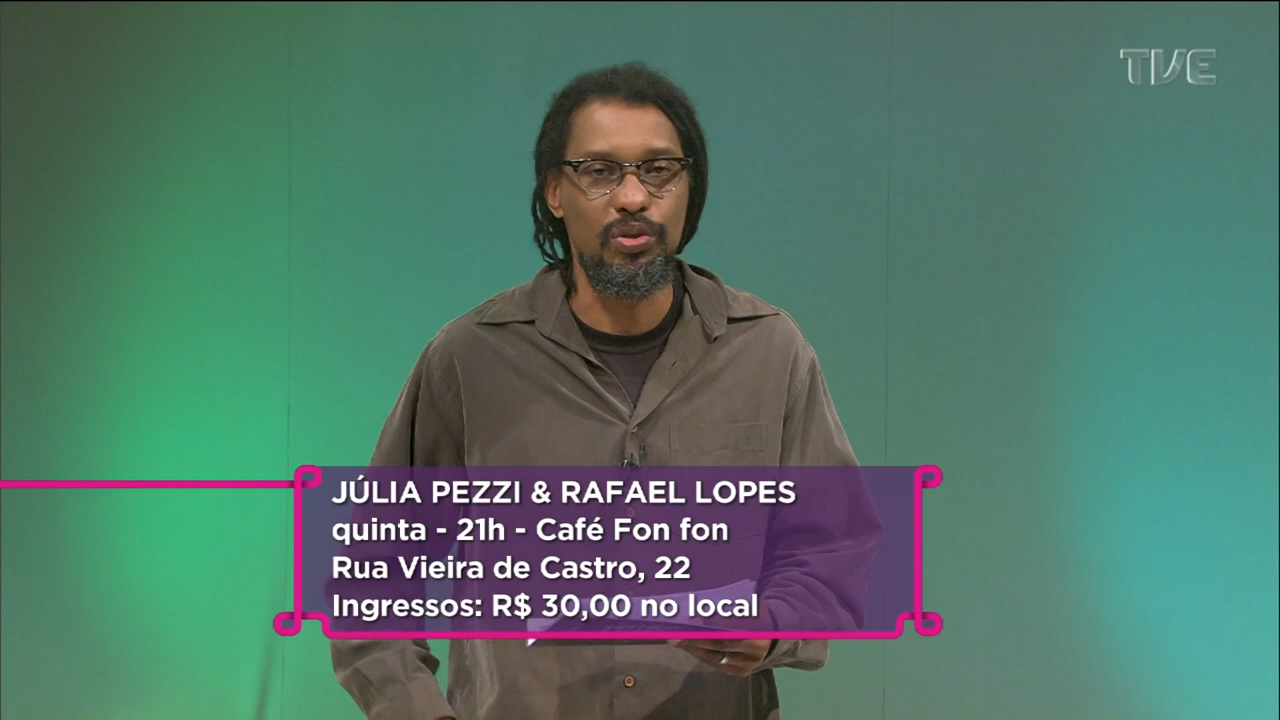 TVE
JÚLIA PEZZI & RAFAEL LOPES
quinta - 21h - Café Fon fon
Rua Vieira de Castro, 22
Ingressos: R$ 30,00 no local